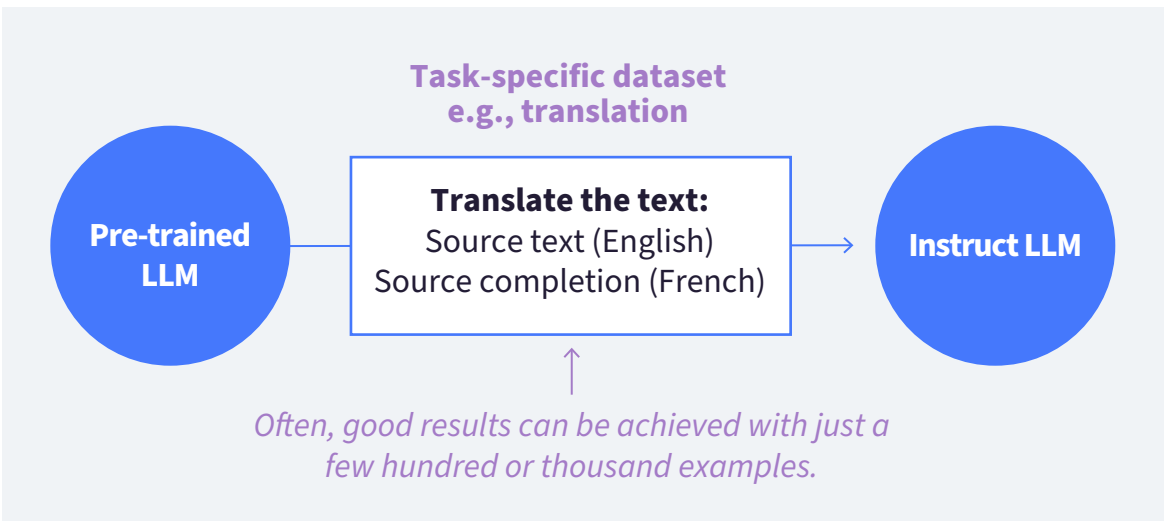 Task-specific dataset
e.g., translation
Pre-trained
LLM
Translate the text:
Source text (English)
Source completion (French)
Instruct LLM
Often, good results can be achieved with just a
few hundred or thousand examples.